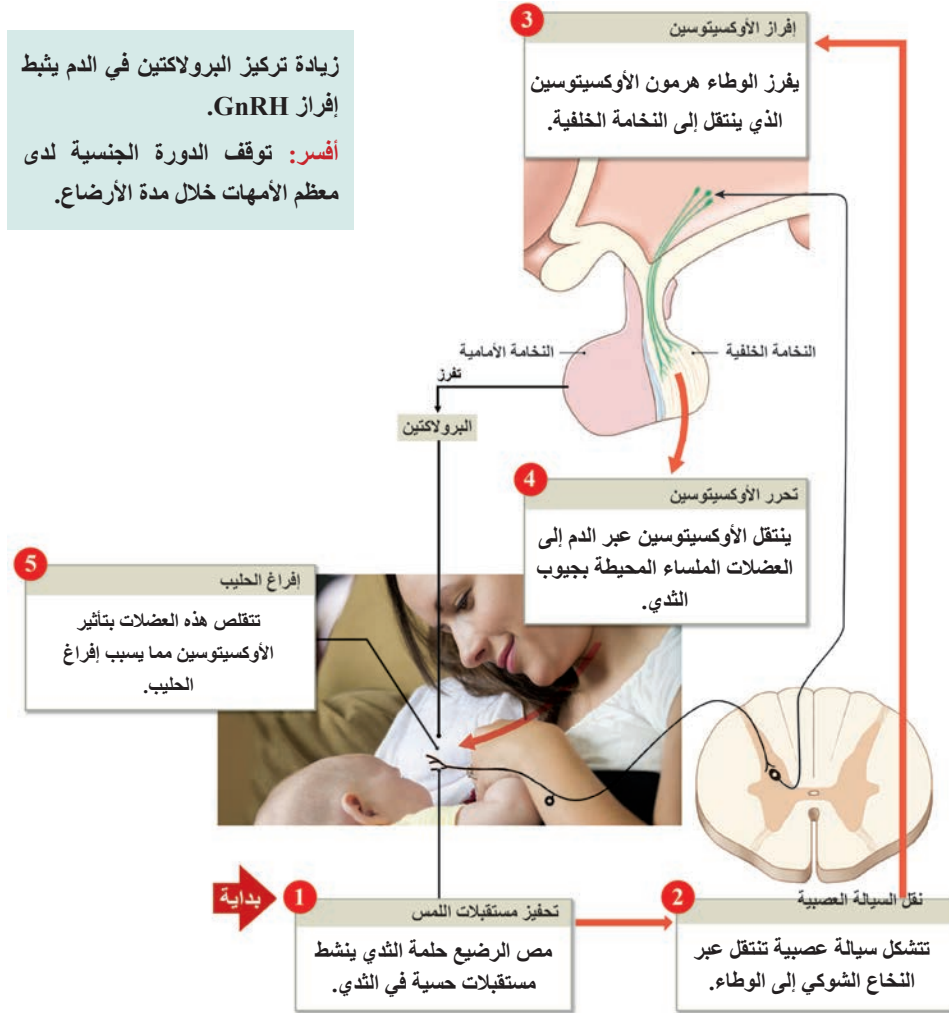 زيادة تركيز البرولاكتين في الدم يثبط
إفراز GnRH.
أفسر: توقف الدورة الجنسية لدى
معظم الأمهات خلال مدة الأرضاع.
3
إفراز الأوكسيتوسين
يفرز الوطاء هرمون الأوكسيتوسين
الذي ينتقل إلى النخامة الخلفية.
النخامة الخلفية
النخامة الأمامية
تفرز
البرولاكتين
4
تحرر الأوكسيتوسين
ينتقل الأوكسيتوسين عبر الدم إلى
العضلات الملساء المحيطة بجيوب
الثدي.
5
إفراغ الحليب
تتقلص هذه العضلات بتأثير
الأوكسيتوسين مما يسبب إفراغ
الحليب.
بداية
1
تحفيز مستقبلات اللمس
مص الرضيع حلمة الثدي ينشط
مستقبلات حسية في الثدي.
2
نقل السيالة العصبية
تتشكل سيالة عصبية تنتقل عبر
النخاع الشوكي إلى الوطاء.